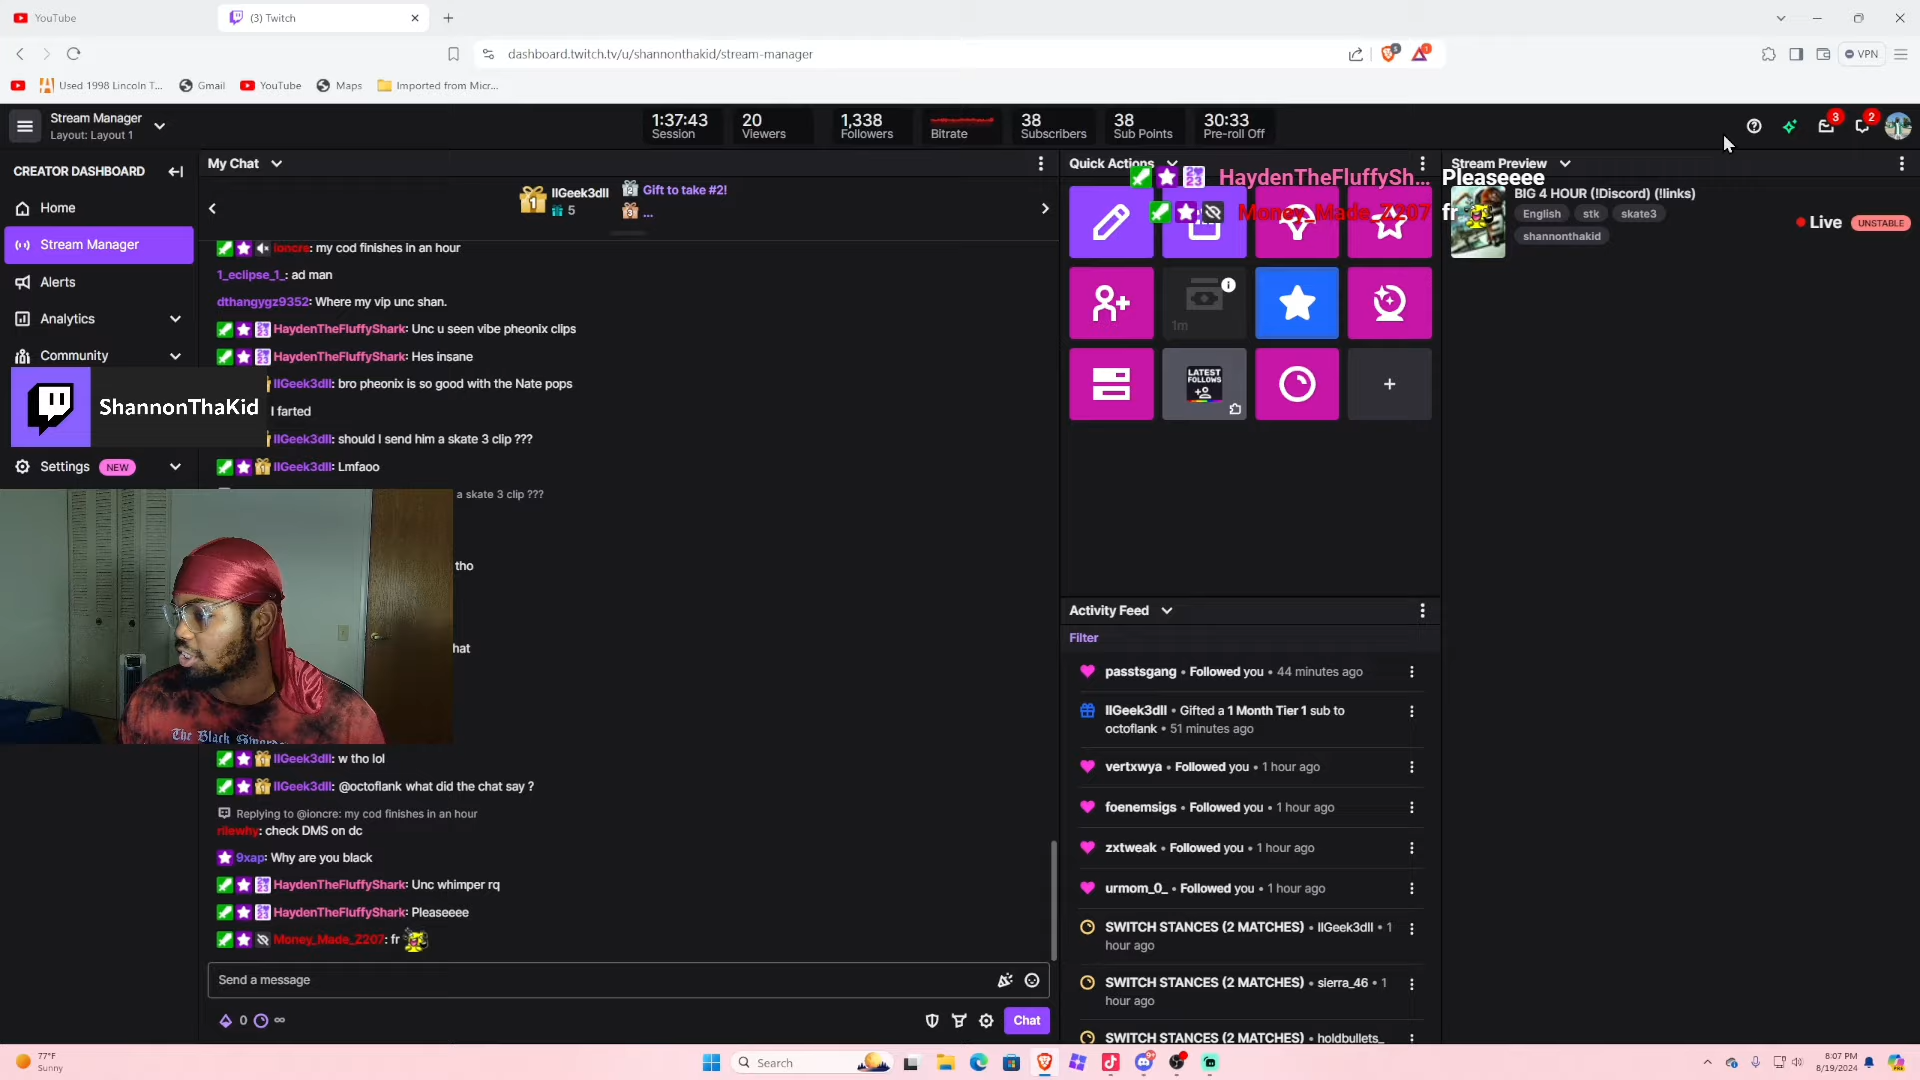 YouTube
(3) Twitch
dashboard.twitch.tv/u/shannonthakid/stream-manager
VPN
Used 1998 Lincoln T...
Gmail
YouTube
Maps
Imported from Micr...
Stream Manager
Layout: Layout 1
1:37:43
Session
20
Viewers
1,338
Followers
Bitrate
38
Subscribers
38
Sub Points
30:33
Pre-roll Off
3
2
CREATOR DASHBOARD
Home
Stream Manager
Alerts
Analytics
Community
ShannonThaKid
Settings NEW
My Chat
1
llGeek3dll
5
Gift to take #2!
...
ioncre: my cod finishes in an hour
1_eclipse_1_: ad man
dthangygz9352: Where my vip unc shan.
HaydenTheFluffyShark: Unc u seen vibe pheonix clips
HaydenTheFluffyShark: Hes insane
llGeek3dll: bro pheonix is so good with the Nate pops
I farted
llGeek3dll: should I send him a skate 3 clip ???
llGeek3dll: Lmfaoo
a skate 3 clip ???
tho
hat
The Black Swords
llGeek3dll: w tho lol
llGeek3dll: @octoflank what did the chat say ?
Replying to @ioncre: my cod finishes in an hour
rilewhy: check DMS on dc
9xap: Why are you black
HaydenTheFluffyShark: Unc whimper rq
HaydenTheFluffyShark: Pleaseeee
Money_Made_Z207: fr
Send a message
0
∞
Chat
Quick Actions
HaydenTheFluffySh... Pleaseeee
Money_Made_Z207 fr
1m
LATEST
FOLLOWS
+
Activity Feed
Filter
passtsgang • Followed you • 44 minutes ago
llGeek3dll • Gifted a 1 Month Tier 1 sub to
octoflank • 51 minutes ago
vertxwya • Followed you • 1 hour ago
foenemsigs • Followed you • 1 hour ago
zxtweak • Followed you • 1 hour ago
urmom_0_ • Followed you • 1 hour ago
SWITCH STANCES (2 MATCHES) • llGeek3dll • 1
hour ago
SWITCH STANCES (2 MATCHES) • sierra_46 • 1
hour ago
SWITCH STANCES (2 MATCHES) • holdbullets_
Stream Preview
BIG 4 HOUR (!Discord) (!links)
English
stk
skate3
shannonthakid
Live
UNSTABLE
77°F
Sunny
Search
8:07 PM
8/19/2024